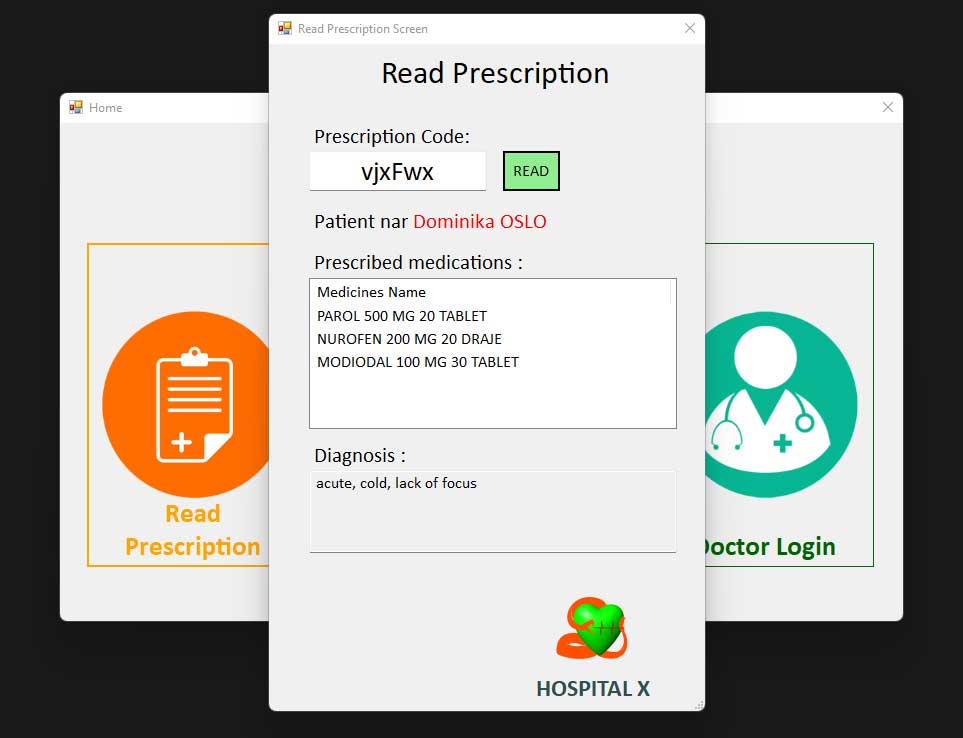 Read Prescription Screen
Read Prescription
Home
Prescription Code:
vjxFwx
READ
Patient nar Dominika OSLO
Prescribed medications :
Medicines Name
PAROL 500 MG 20 TABLET
NUROFEN 200 MG 20 DRAJE
MODIODAL 100 MG 30 TABLET
Diagnosis :
acute, cold, lack of focus
Read
Prescription
Doctor Login
HOSPITAL X